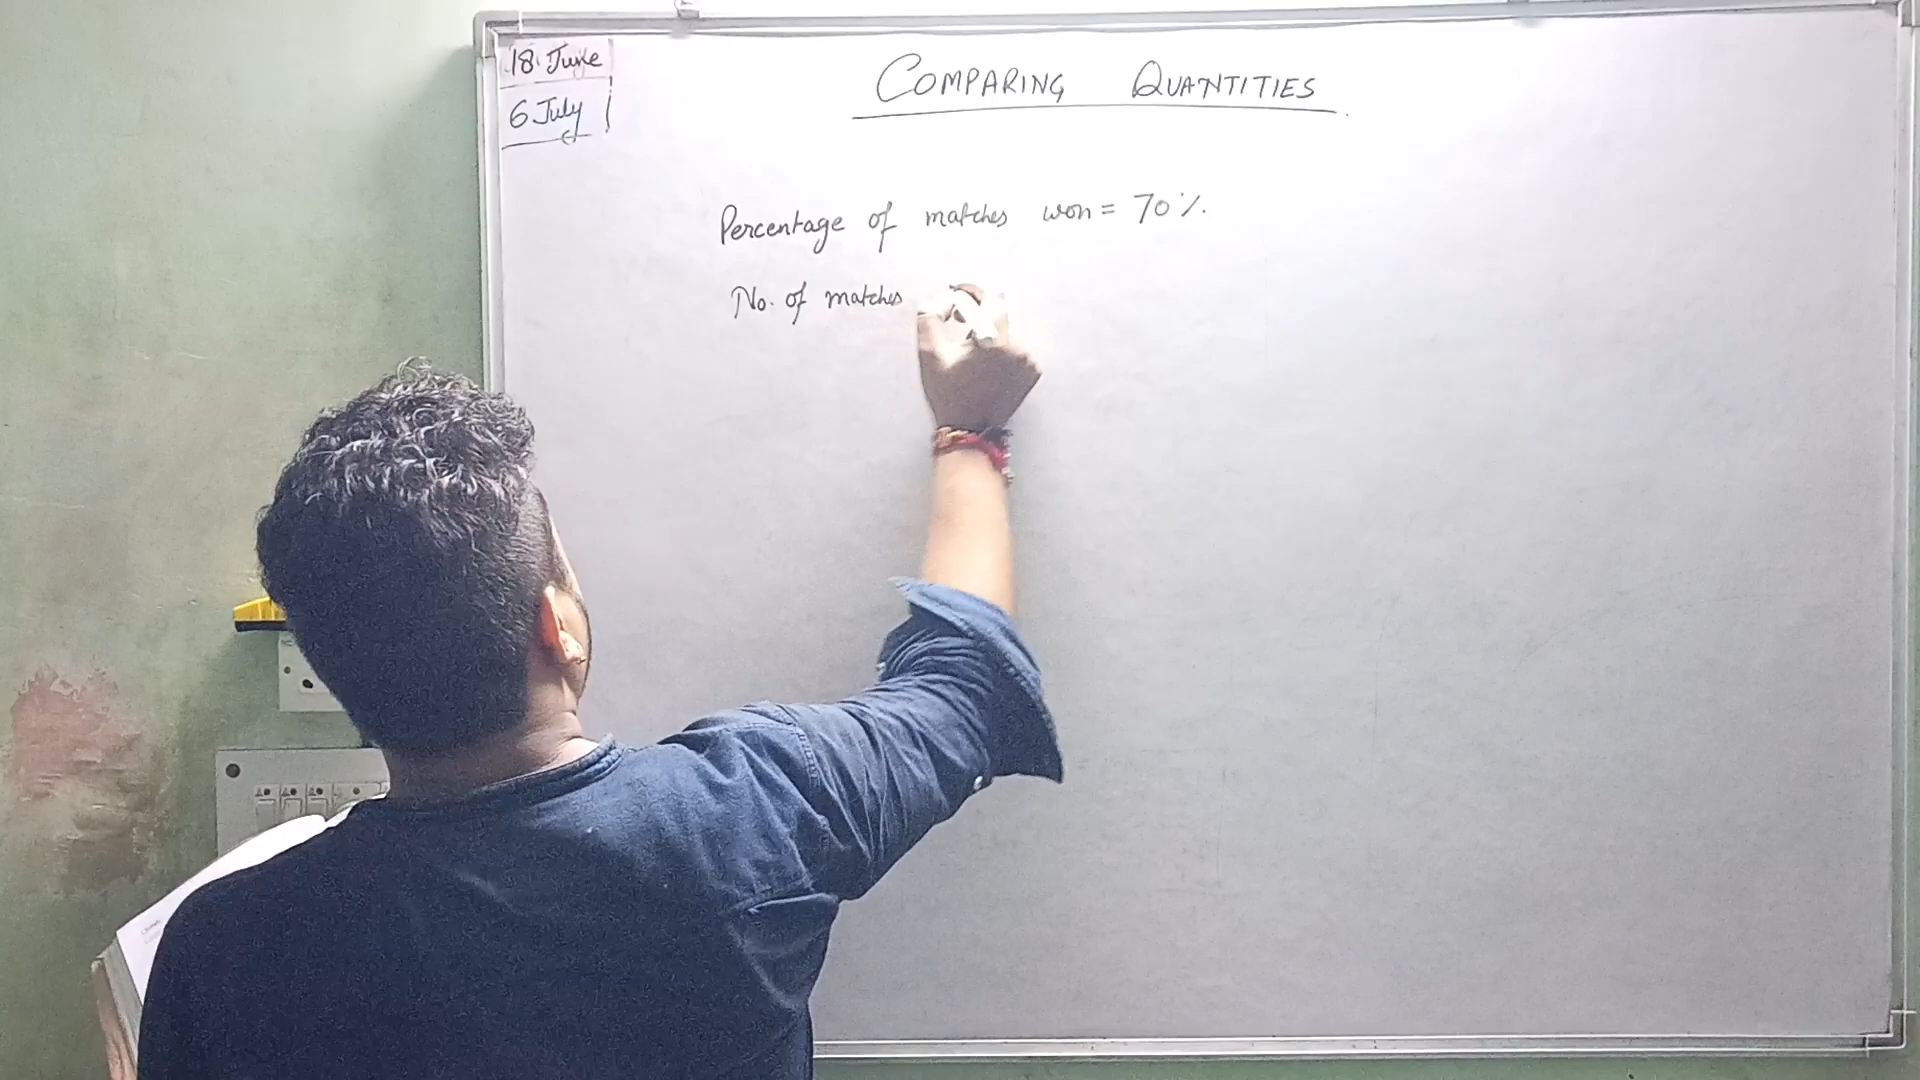 18 June
6 July
COMPARING QUANTITIES
Percentage of matches won = 70%.
No. of matches